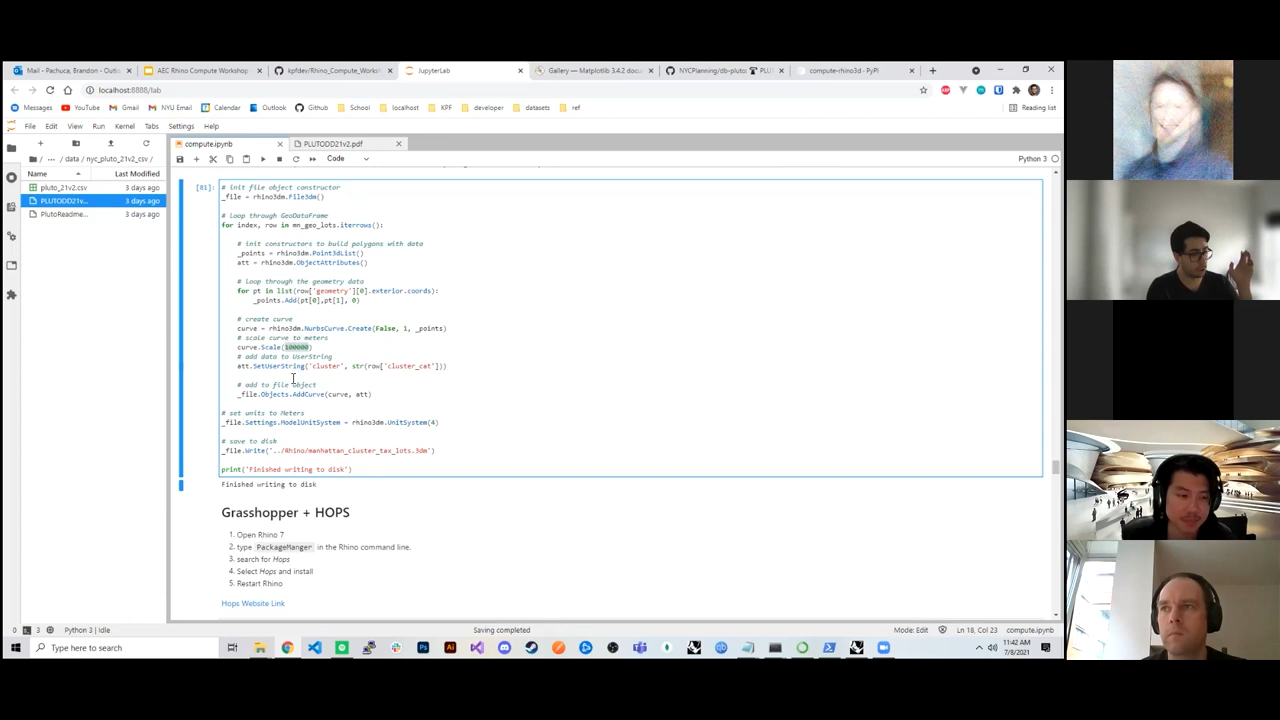 Mail - Pachuca, Brandon - Outlo
AEC Rhino Compute Workshop
kpfdev/Rhino_Compute_Worksh
JupyterLab
Gallery — Matplotlib 3.4.2 docu
NYCPlanning/db-pluto:
PLU
compute-rhino3d · PyPI
localhost:8888/lab
Messages
YouTube
Gmail
NYU Email
Calendar
Outlook
Github
School
localhost
KPF
developer
datasets
ref
Reading list
File
Edit
View
Run
Kernel
Tabs
Settings
Help
compute.ipynb
PLUTODD21v2.pdf
/ ··· / data / nyc_pluto_21v2_csv /
Code
Python 3
Name
Last Modified
pluto_21v2.csv
3 days ago
PLUTODD21v...
3 days ago
PlutoReadme...
3 days ago
[81]:
# init file object constructor
_file = rhino3dm.File3dm()
# loop through GeoDataFrame
for index, row in mn_geo_lots.iterrows():
# init constructors to build polygons with data
_points = rhino3dm.Point3dList()
att = rhino3dm.ObjectAttributes()
# loop through the geometry data
for pt in list(row['geometry'][0].exterior.coords):
_points.Add(pt[0],pt[1], 0)
# create curve
curve = rhino3dm.NurbsCurve.Create(False, 1, _points)
# scale curve to meters
curve.Scale(100000)
# add data to UserString
att.SetUserString('cluster', str(row['cluster_cat']))
# add to file object
_file.Objects.AddCurve(curve, att)
# set units to Meters
_file.Settings.ModelUnitSystem = rhino3dm.UnitSystem(4)
# save to disk
_file.Write('../Rhino/manhattan_cluster_tax_lots.3dm')
print('Finished writing to disk')
Finished writing to disk
Grasshopper + HOPS
1. Open Rhino 7
2. type PackageManger in the Rhino command line.
3. search for Hops
4. Select Hops and install
5. Restart Rhino
Hops Website Link
0
3
Python 3 | Idle
Saving completed
Mode: Edit
Ln 18, Col 23
compute.ipynb
Type here to search
11:42 AM
7/8/2021